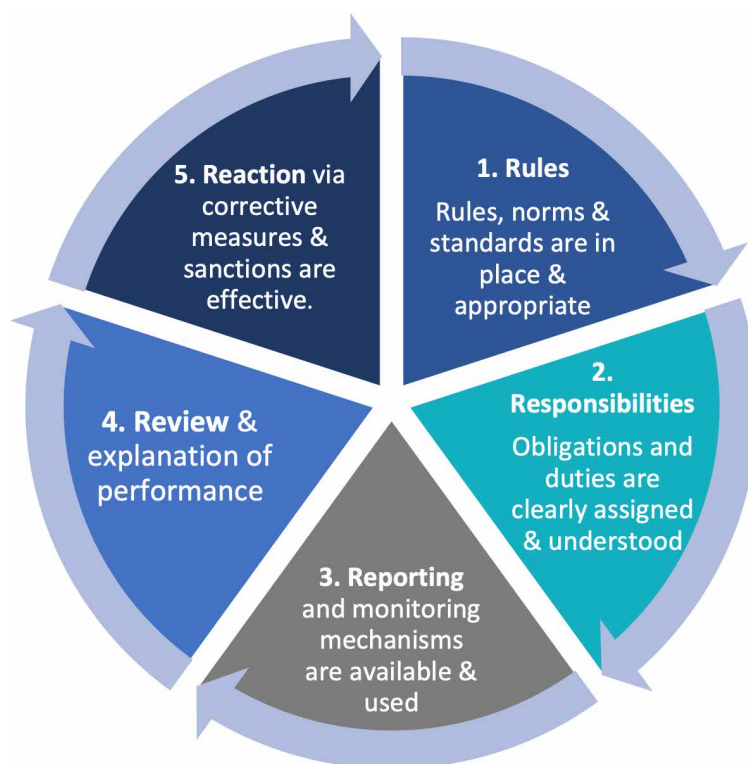 1. Rules
Rules, norms &
standards are in
place &
appropriate
2.
Responsibilities
Obligations and
duties are
clearly assigned
& understood
3. Reporting
and monitoring
mechanisms
are available &
used
4. Review &
explanation of
performance
5. Reaction via
corrective
measures &
sanctions are
effective.